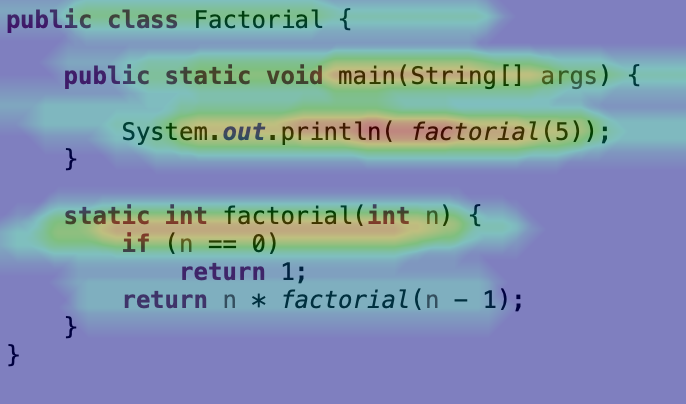 public class Factorial {
public static void main(String[] args) {
System.out.println( factorial(5));
}
static int factorial(int n) {
if (n == 0)
return 1;
return n * factorial(n - 1);
}
}